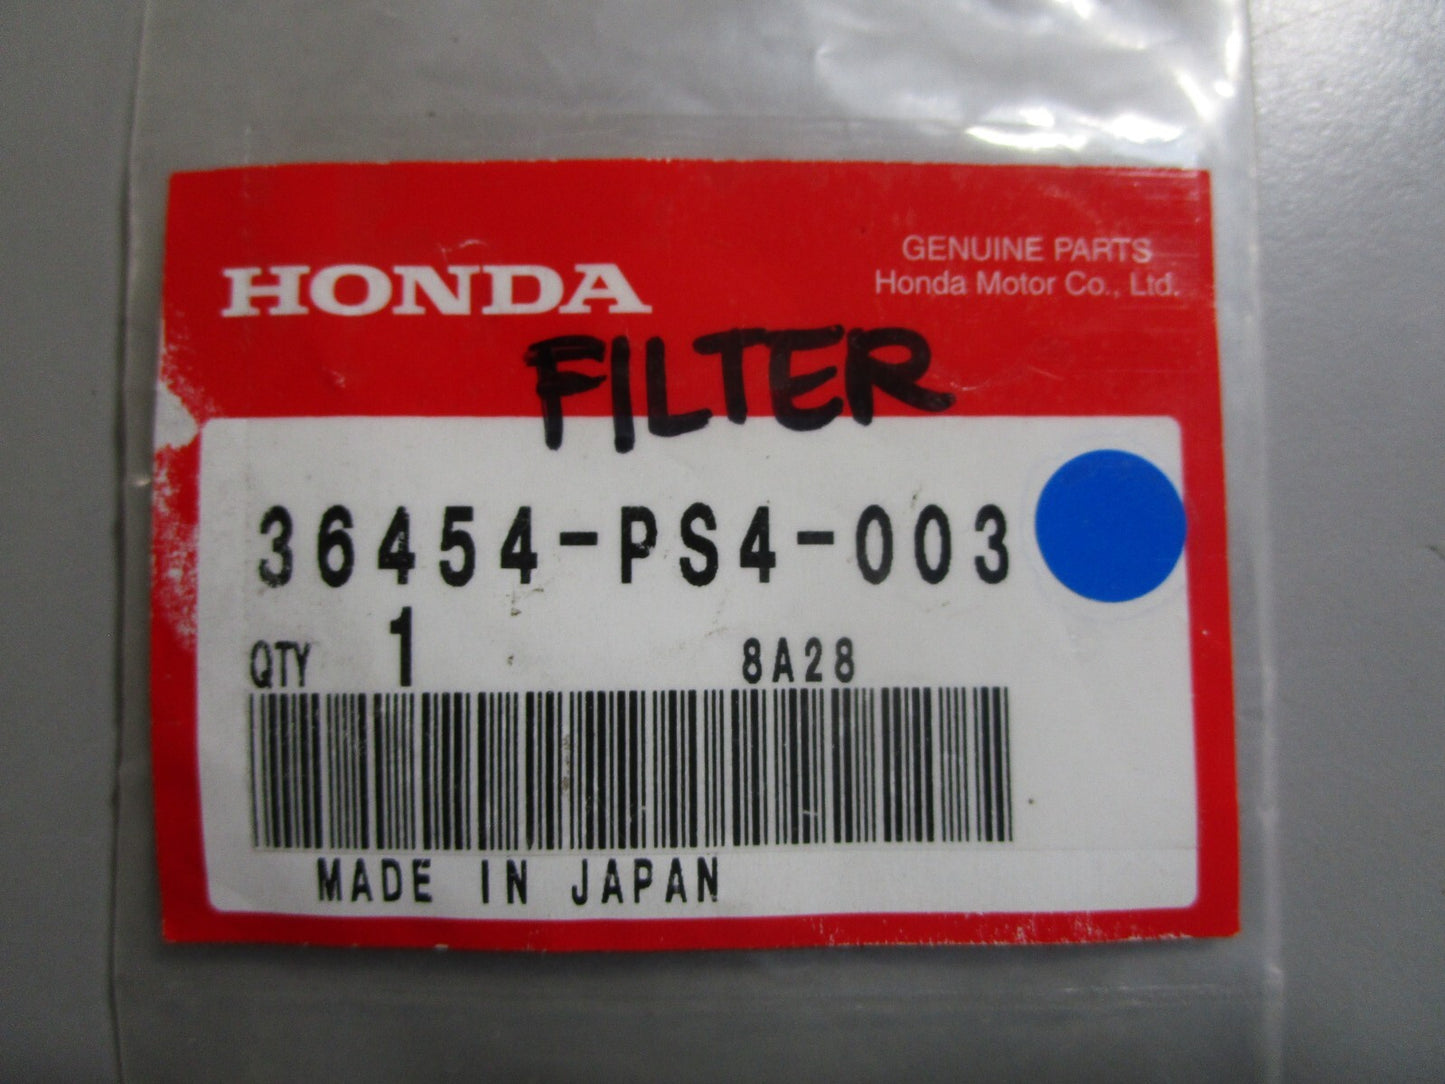 GENUINE PARTS
HONDA Honda Motor Co., Ltd.
FILTER
36454-PS4-003
QTY 1 8A28
MADE IN JAPAN